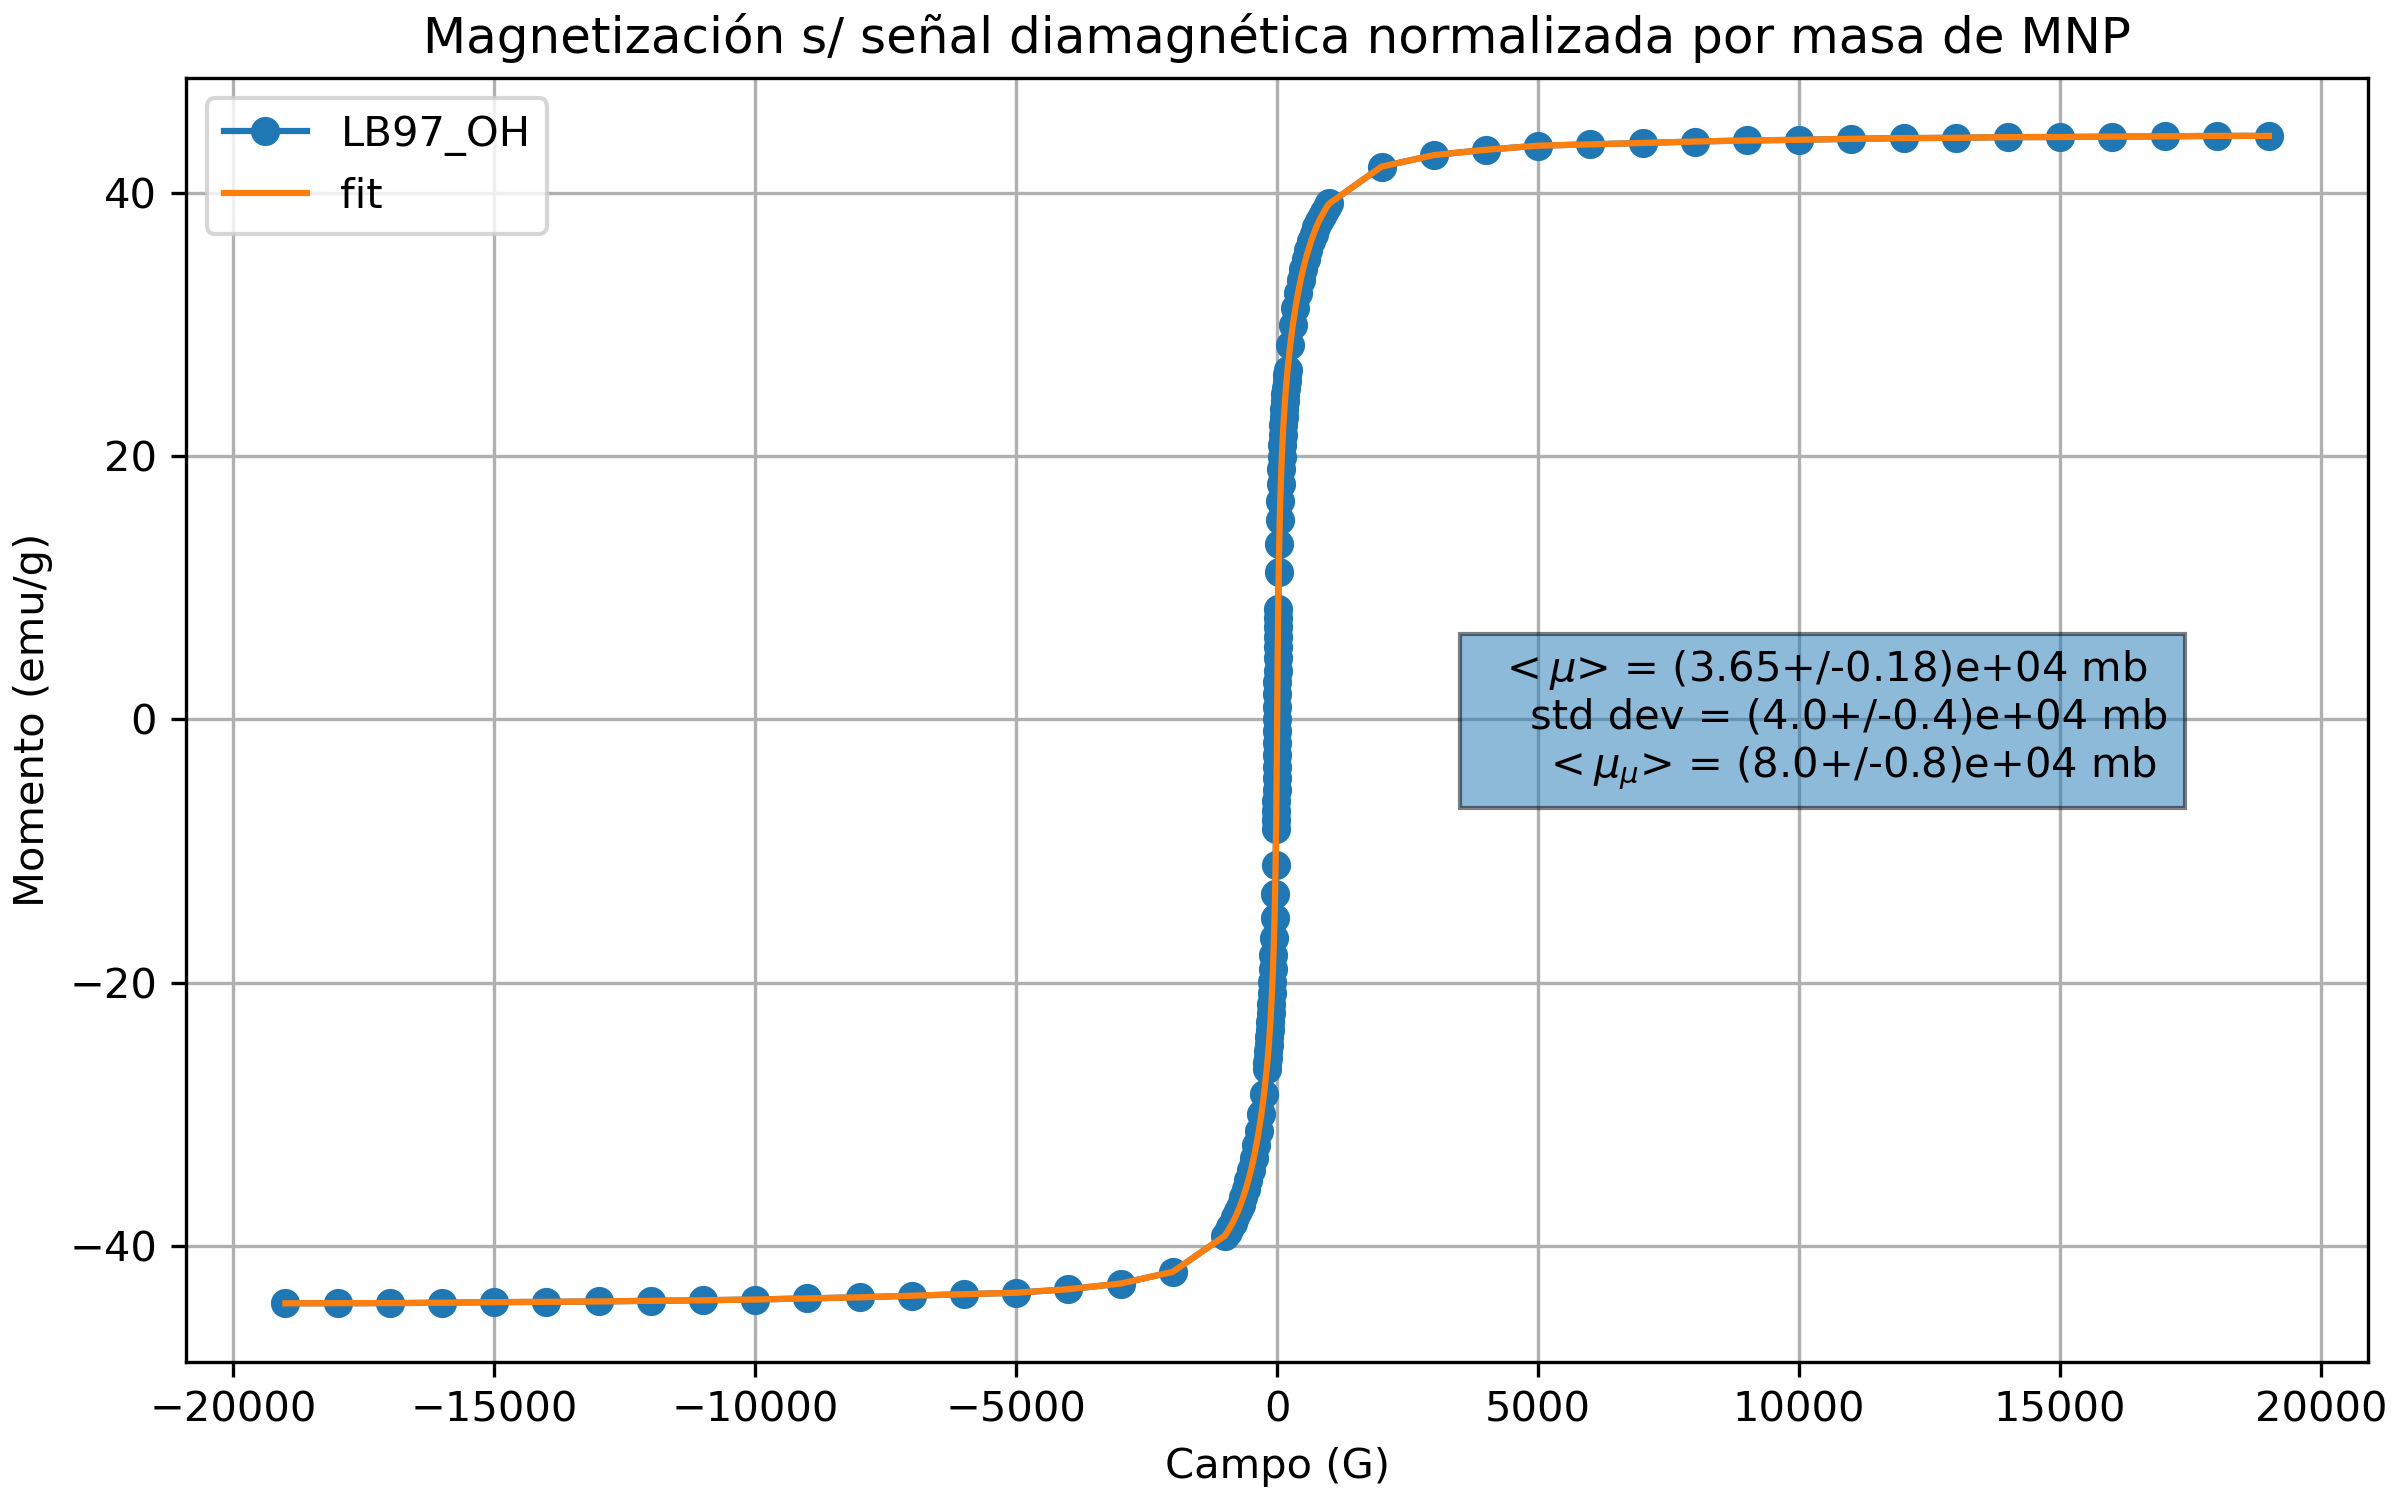 Magnetización s/ señal diamagnética normalizada por masa de MNP
LB97_OH
fit
40
20
0
−20
−40
Momento (emu/g)
<μ> = (3.65+/-0.18)e+04 mb
std dev = (4.0+/-0.4)e+04 mb
<μ_μ> = (8.0+/-0.8)e+04 mb
−20000 −15000 −10000 −5000 0 5000 10000 15000 20000
Campo (G)